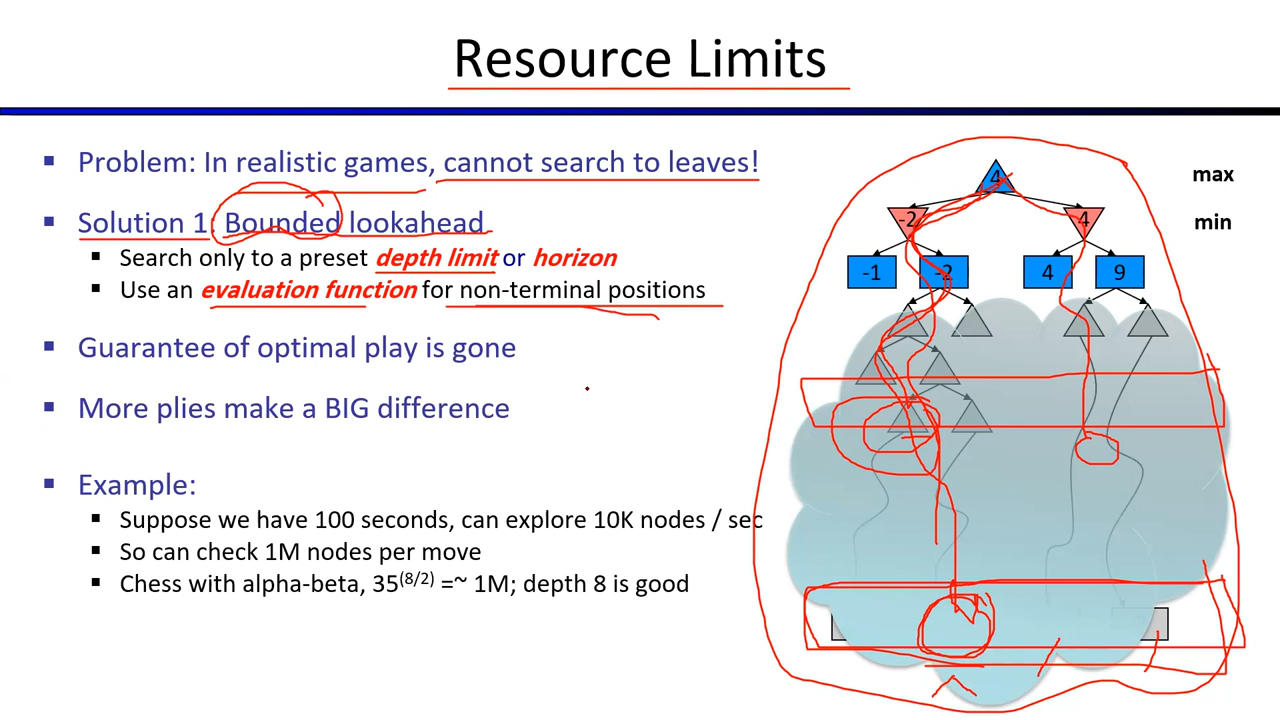 Resource Limits
▪ Problem: In realistic games, cannot search to leaves!
▪ Solution 1: Bounded lookahead
▪ Search only to a preset depth limit or horizon
▪ Use an evaluation function for non-terminal positions
▪ Guarantee of optimal play is gone
▪ More plies make a BIG difference
▪ Example:
▪ Suppose we have 100 seconds, can explore 10K nodes / sec
▪ So can check 1M nodes per move
▪ Chess with alpha-beta, 35^(8/2) =~ 1M; depth 8 is good
4 max
-2 4 min
-1 -2 4 9